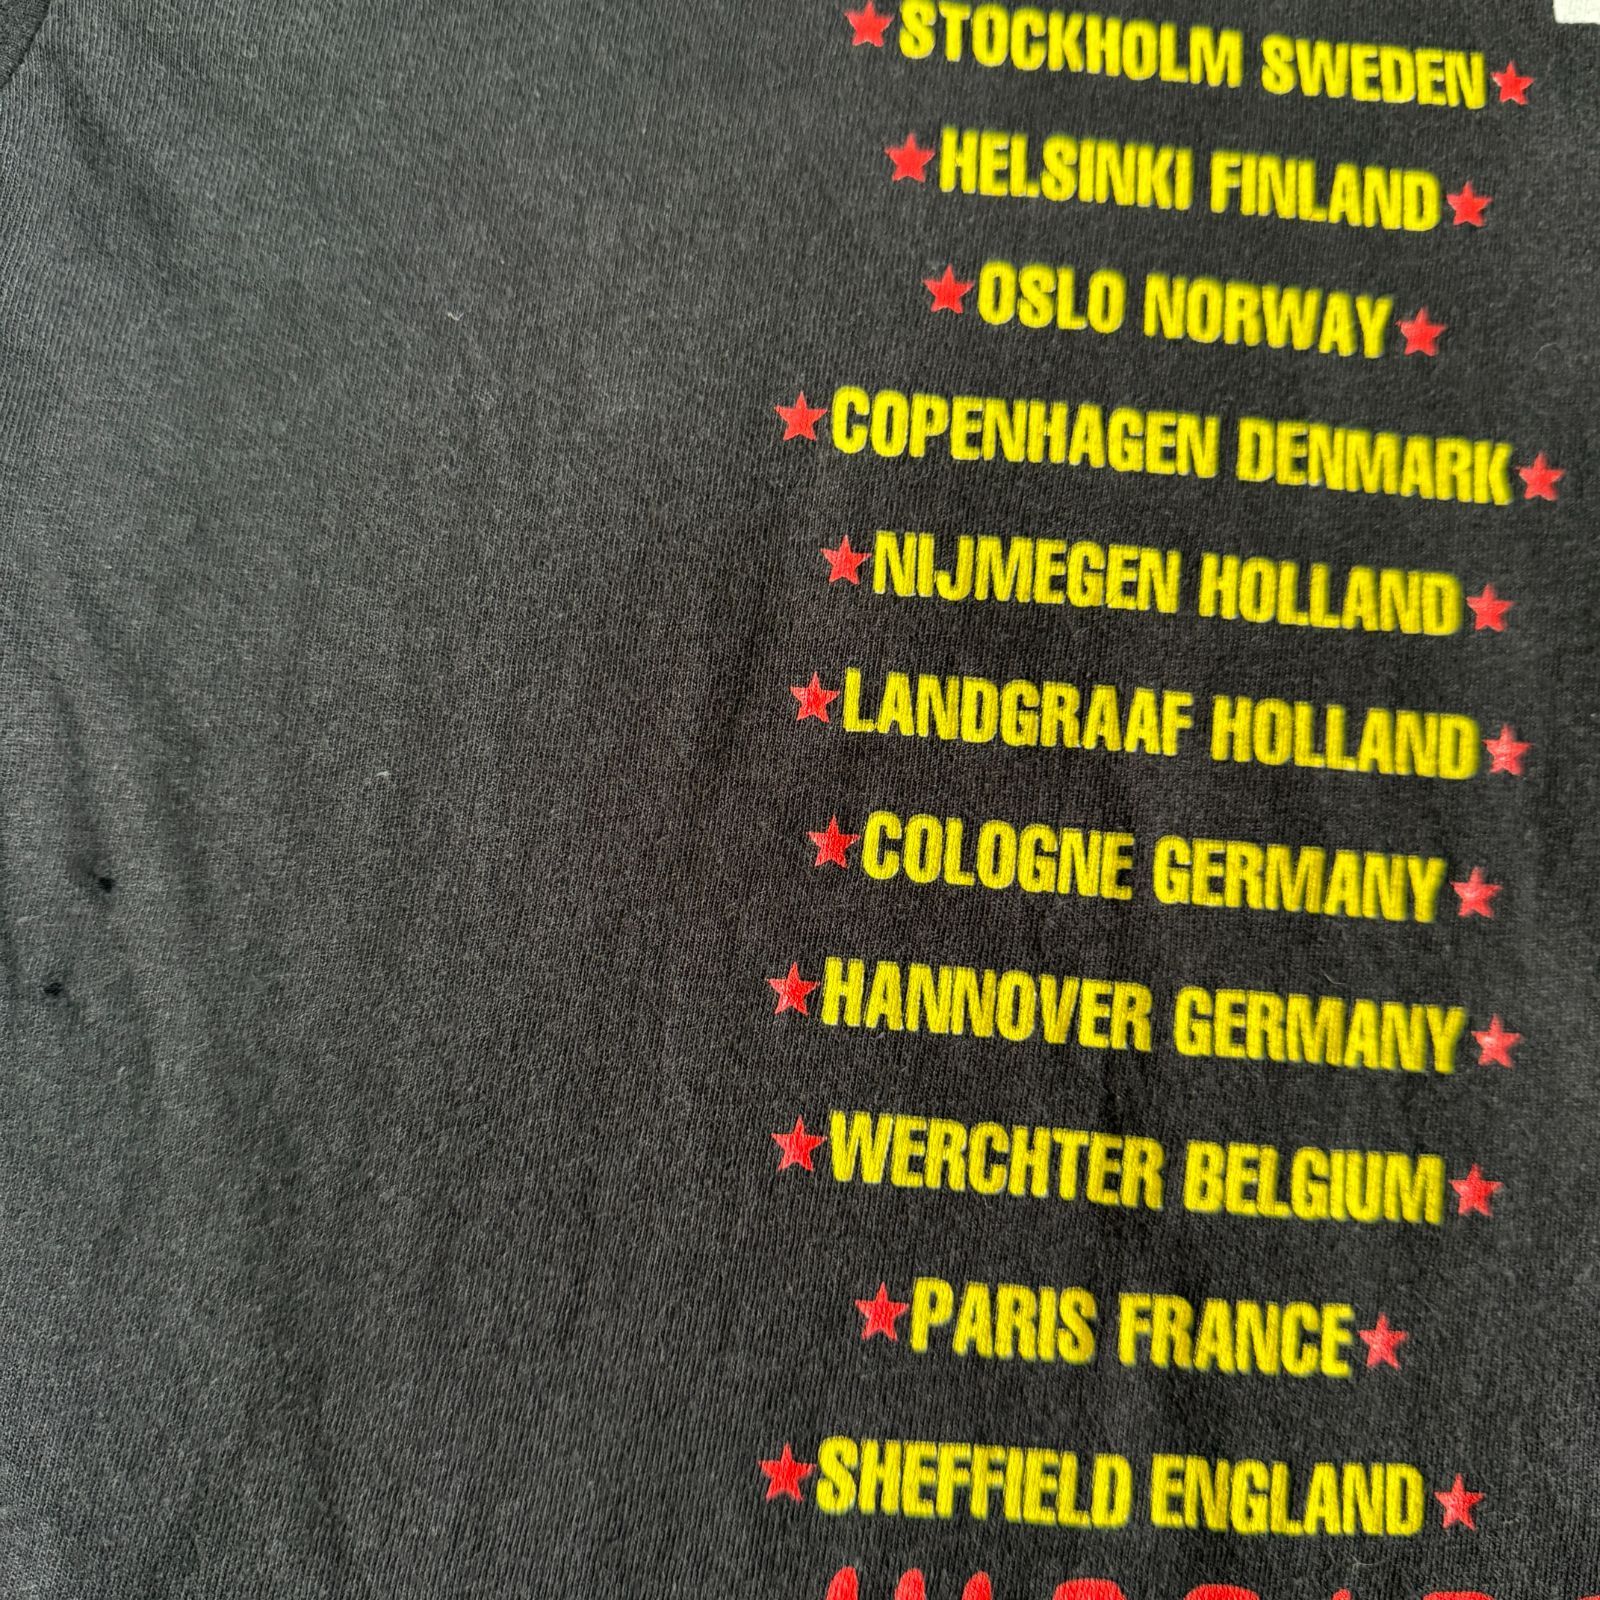 STOCKHOLM SWEDEN
HELSINKI FINLAND
OSLO NORWAY
COPENHAGEN DENMARK
NIJMEGEN HOLLAND
LANDGRAAF HOLLAND
COLOGNE GERMANY
HANNOVER GERMANY
WERCHTER BELGIUM
PARIS FRANCE
SHEFFIELD ENGLAND